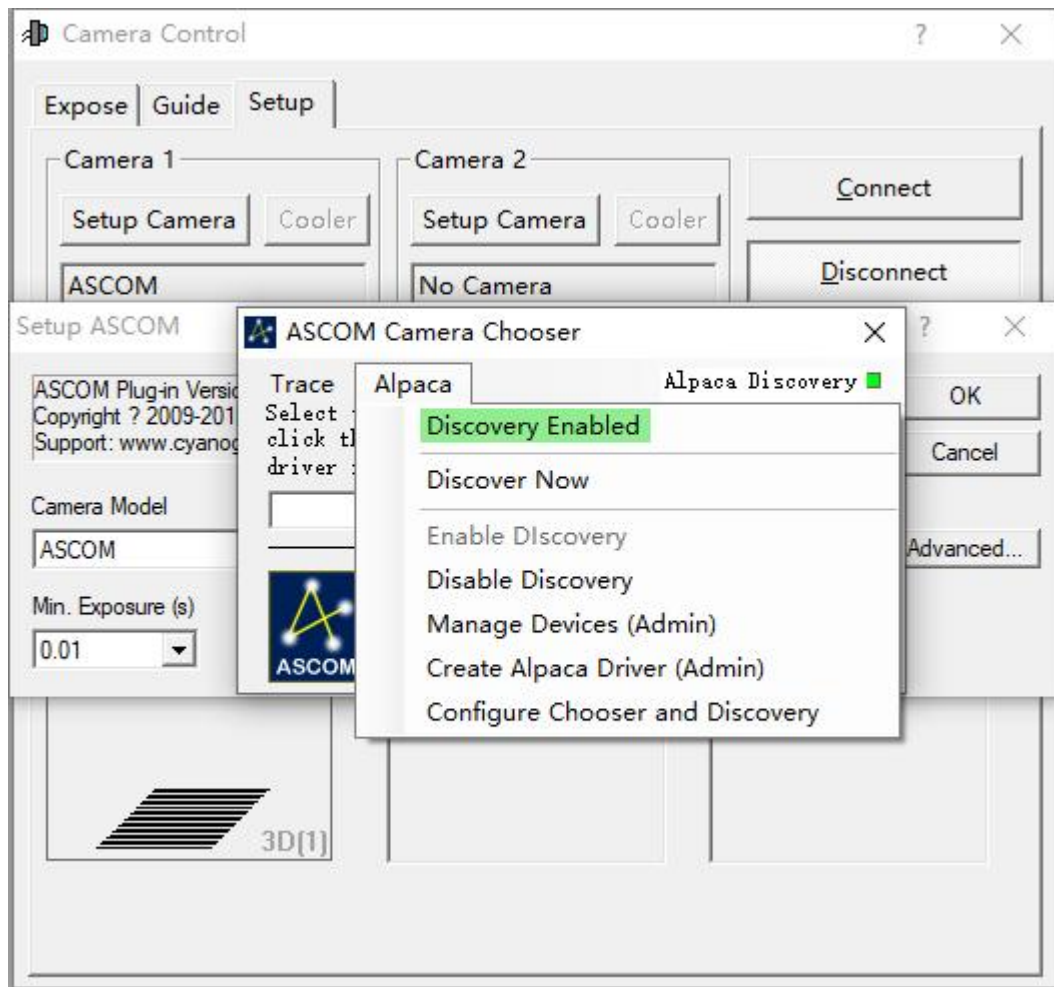 Camera Control
Expose Guide Setup
Camera 1 Camera 2
Connect
Setup Camera Cooler Setup Camera Cooler
Disconnect
ASCOM No Camera
Setup ASCOM
ASCOM Camera Chooser
Trace Alpaca Alpaca Discovery
ASCOM Plug-in
Copyright ? 2009-201
Support:
Select
click
driver
OK
Cancel
Discovery Enabled
Discover Now
Camera Model
ASCOM
Enable DIscovery
Advanced...
Disable Discovery
Min. Exposure (s)
Manage Devices (Admin)
0.01
ASCOM
Create Alpaca Driver (Admin)
Configure Chooser and Discovery
3D(1)